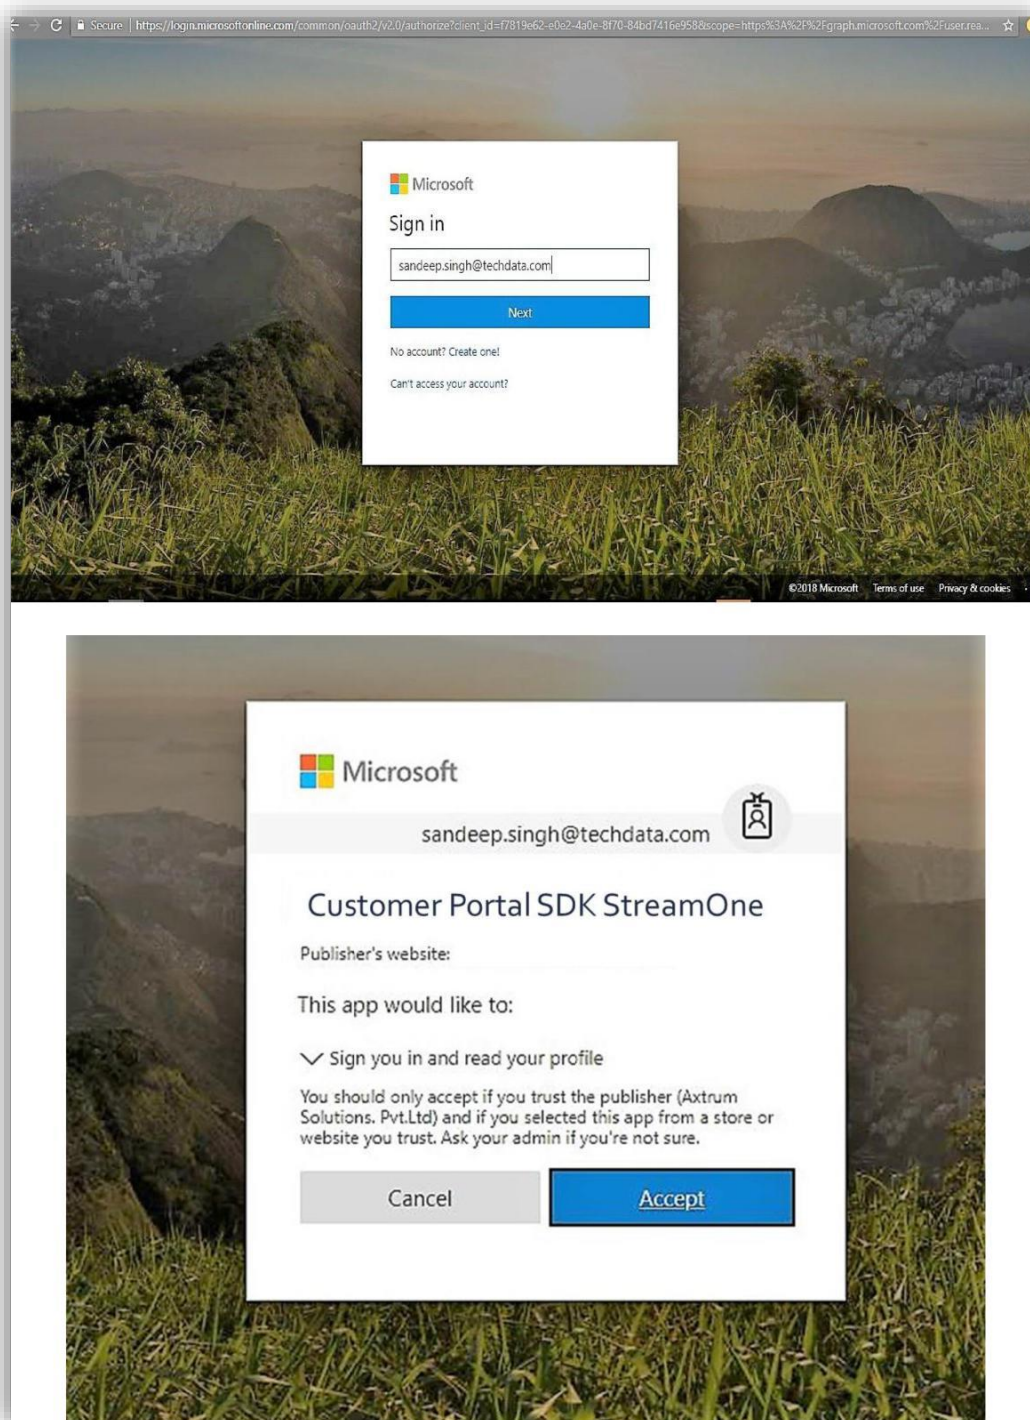 Secure | https://login.microsoftonline.com/common/oauth2/v2.0/authorize?client_id=f7819e62-e0e2-4a0e-8f70-84bd7416e958&scope=https%3A%2F%2Fgraph.microsoft.com%2Fuser.rea...
Microsoft
Sign in
sandeep.singh@techdata.com
Next
No account? Create one!
Can't access your account?
©2018 Microsoft Terms of use Privacy & cookies
Microsoft
sandeep.singh@techdata.com
Customer Portal SDK StreamOne
Publisher's website:
This app would like to:
Sign you in and read your profile
You should only accept if you trust the publisher (Axtrum
Solutions. Pvt.Ltd) and if you selected this app from a store or
website you trust. Ask your admin if you're not sure.
Cancel Accept